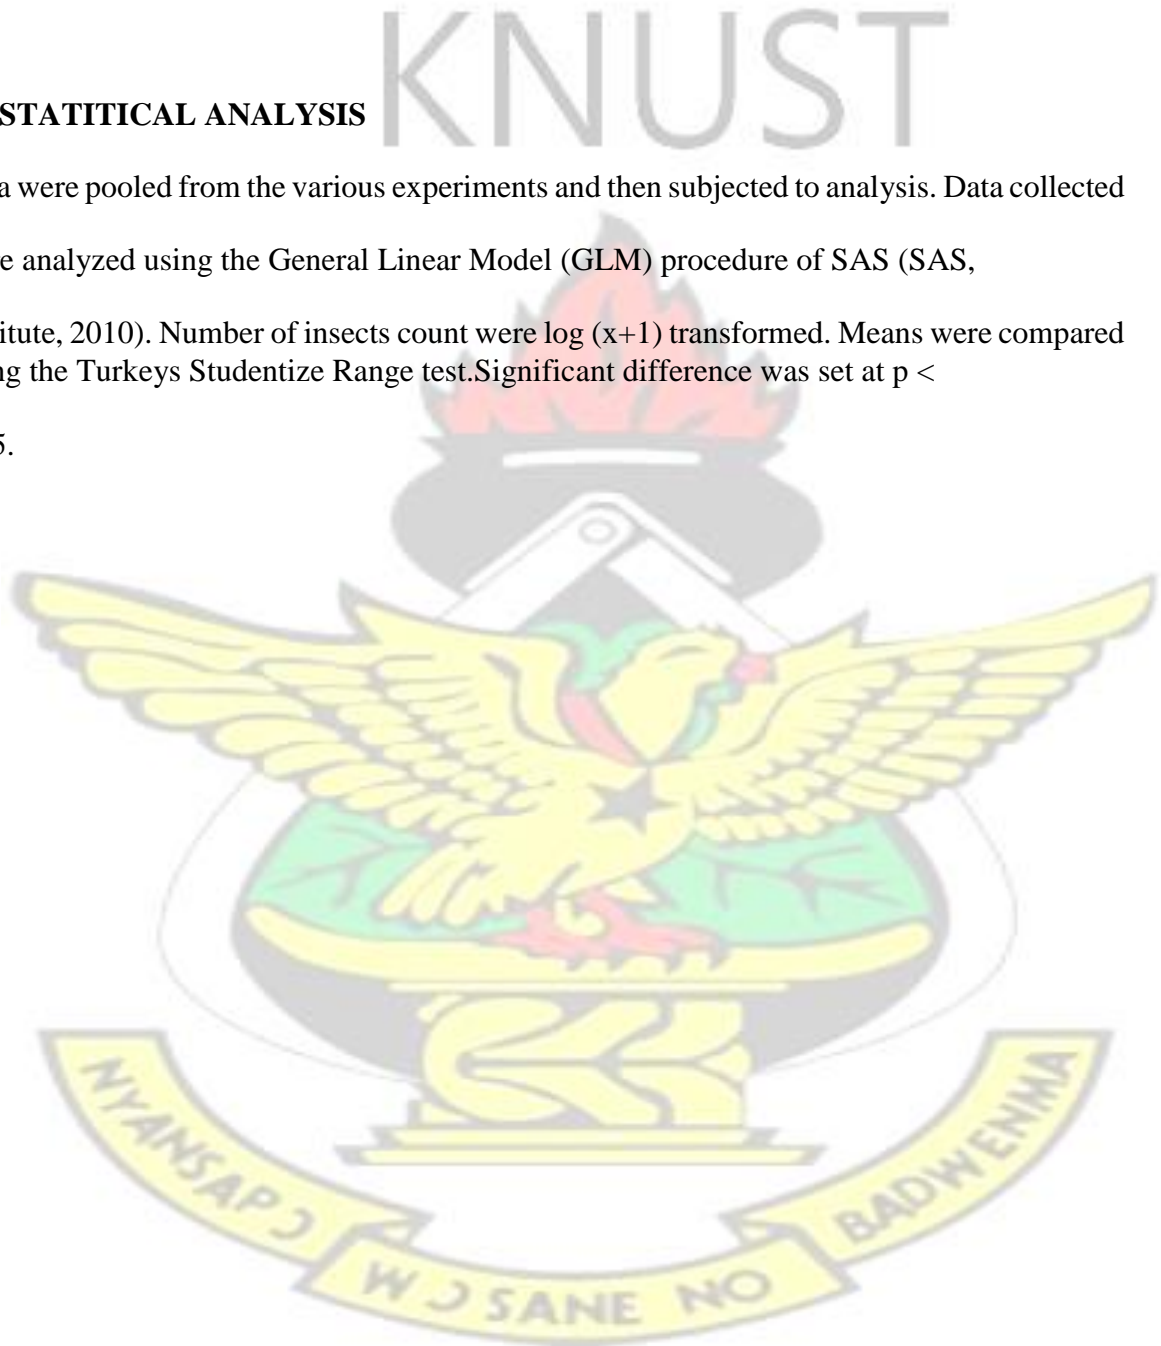 KNUST
STATITICAL ANALYSIS
a were pooled from the various experiments and then subjected to analysis. Data collected
e analyzed using the General Linear Model (GLM) procedure of SAS (SAS,
itute, 2010). Number of insects count were log (x+1) transformed. Means were compared
ng the Turkeys Studentize Range test.Significant difference was set at p <
5.
NYANSAPƆ
WƆSANE NO
BADWENMA